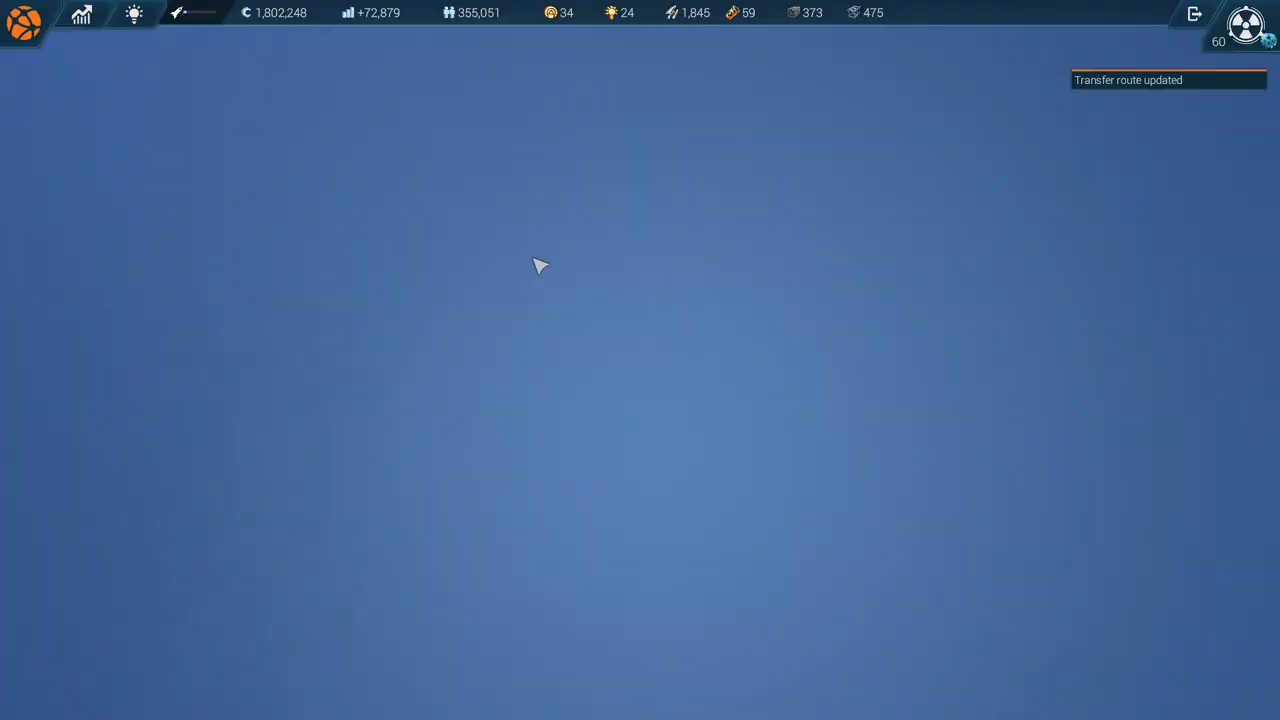 1,802,248 +72,879 355,051 34 24 1,845 59 373 475
60
Transfer route updated